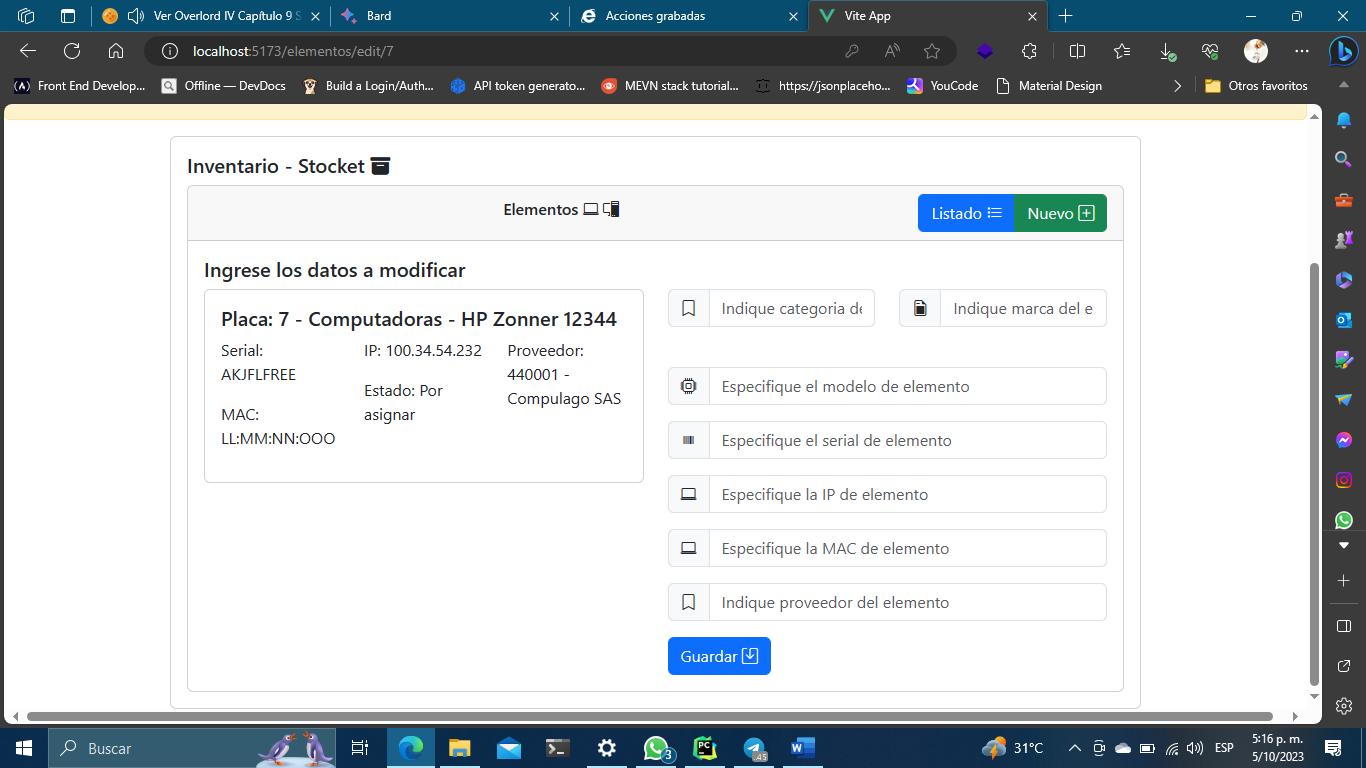 Ver Overlord IV Capítulo 9 S
Bard
Acciones grabadas
Vite App
localhost:5173/elementos/edit/7
Front End Develop...
Offline — DevDocs
Build a Login/Auth...
API token generato...
MEVN stack tutorial...
https://jsonplaceho...
YouCode
Material Design
Otros favoritos
Inventario - Stocket
Elementos
Listado
Nuevo
Ingrese los datos a modificar
Placa: 7 - Computadoras - HP Zonner 12344
Serial:
AKJFLFREE
MAC:
LL:MM:NN:OOO
IP: 100.34.54.232
Estado: Por
asignar
Proveedor:
440001 -
Compulago SAS
Indique categoria de
Indique marca del e
Especifique el modelo de elemento
Especifique el serial de elemento
Especifique la IP de elemento
Especifique la MAC de elemento
Indique proveedor del elemento
Guardar
Buscar
PC
3
.45
31°C
ESP
5:16 p. m.
5/10/2023